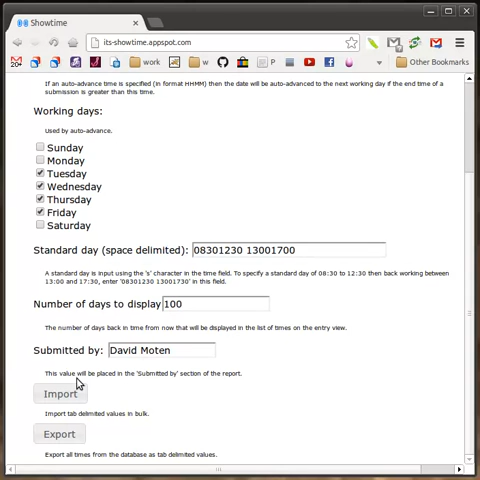 Showtime
its-showtime.appspot.com
20+ work w Other Bookmarks
If an auto-advance time is specified (in format HHMM) then the date will be auto-advanced to the next working day if the end time of a
submission is greater than this time.
Working days:
Used by auto-advance.
Sunday
Monday
Tuesday
Wednesday
Thursday
Friday
Saturday
Standard day (space delimited): 08301230 13001700
A standard day is input using the 's' character in the time field. To specify a standard day of 08:30 to 12:30 then back working between
13:00 and 17:30, enter '08301230 13001730' in this field.
Number of days to display 100
The number of days back in time from now that will be displayed in the list of times on the entry view.
Submitted by: David Moten
This value will be placed in the 'Submitted by' section of the report.
Import
Import tab delimited values in bulk.
Export
Export all times from the database as tab delimited values.